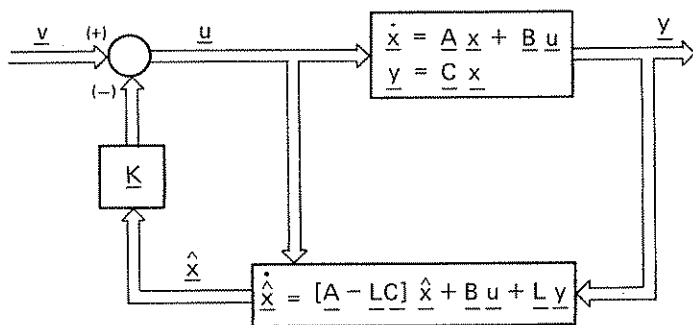 v (+) u y
ẋ = A x + B u
y = C x
(−)
K
x̂
x̂̇ = [A − LC] x̂ + B u + L y